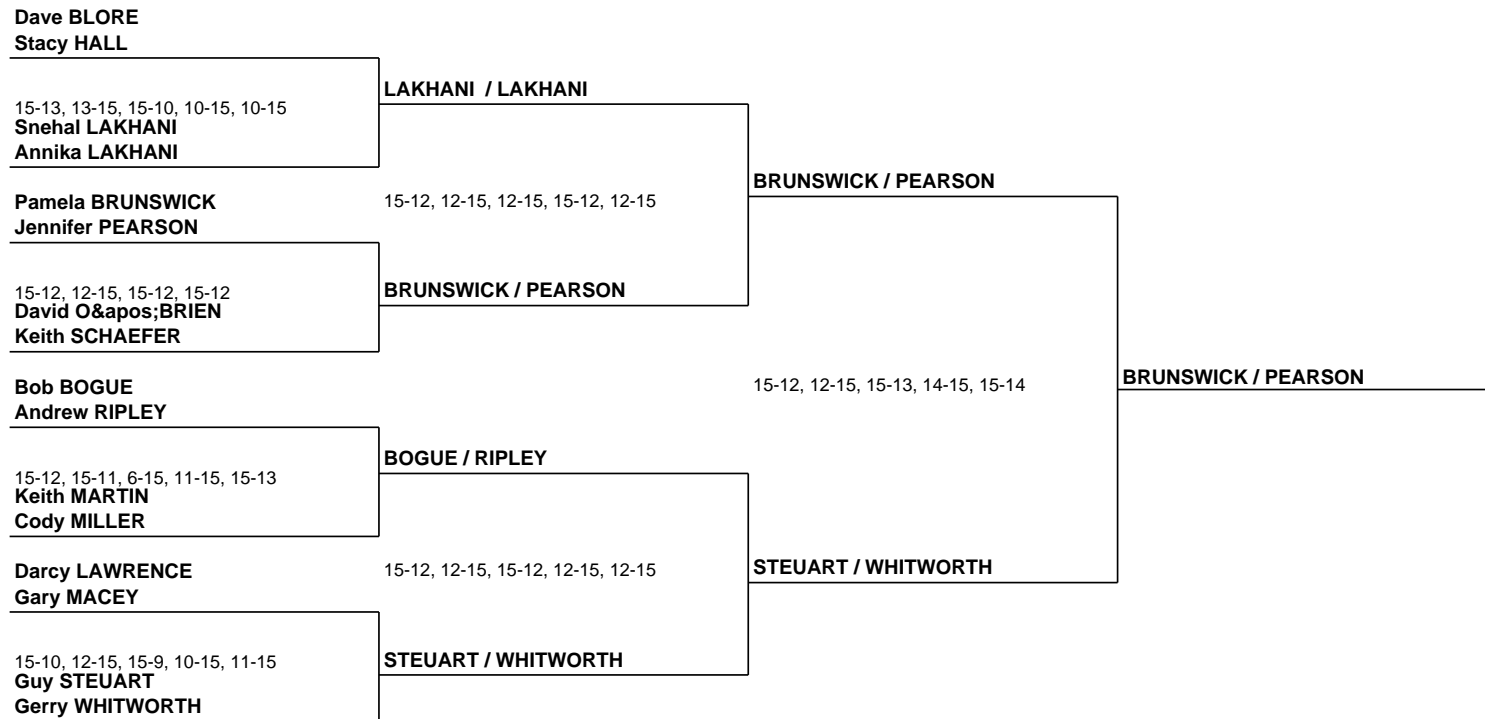 Dave BLORE
Stacy HALL
LAKHANI / LAKHANI
15-13, 13-15, 15-10, 10-15, 10-15
Snehal LAKHANI
Annika LAKHANI
BRUNSWICK / PEARSON
Pamela BRUNSWICK
15-12, 12-15, 12-15, 15-12, 12-15
Jennifer PEARSON
15-12, 12-15, 15-12, 15-12
BRUNSWICK / PEARSON
David O&apos;BRIEN
Keith SCHAEFER
Bob BOGUE
15-12, 12-15, 15-13, 14-15, 15-14
BRUNSWICK / PEARSON
Andrew RIPLEY
BOGUE / RIPLEY
15-12, 15-11, 6-15, 11-15, 15-13
Keith MARTIN
Cody MILLER
Darcy LAWRENCE
15-12, 12-15, 15-12, 12-15, 12-15
STEUART / WHITWORTH
Gary MACEY
15-10, 12-15, 15-9, 10-15, 11-15
STEUART / WHITWORTH
Guy STEUART
Gerry WHITWORTH